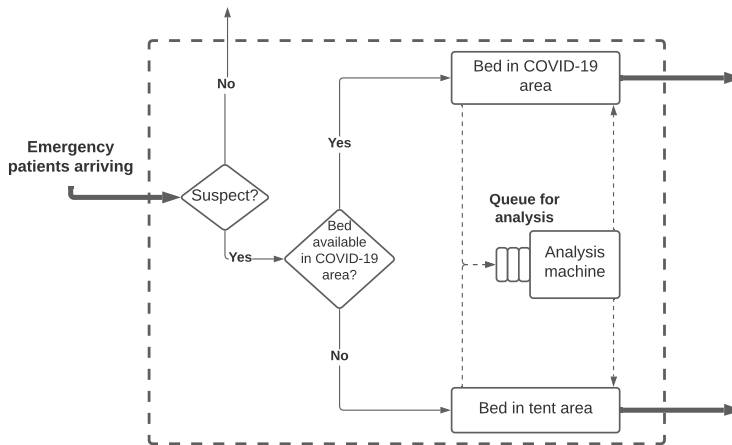 No
Emergency
patients arriving
Suspect?
Yes
Bed
available
in COVID-19
area?
Yes
No
Bed in COVID-19
area
Queue for
analysis
Analysis
machine
Bed in tent area